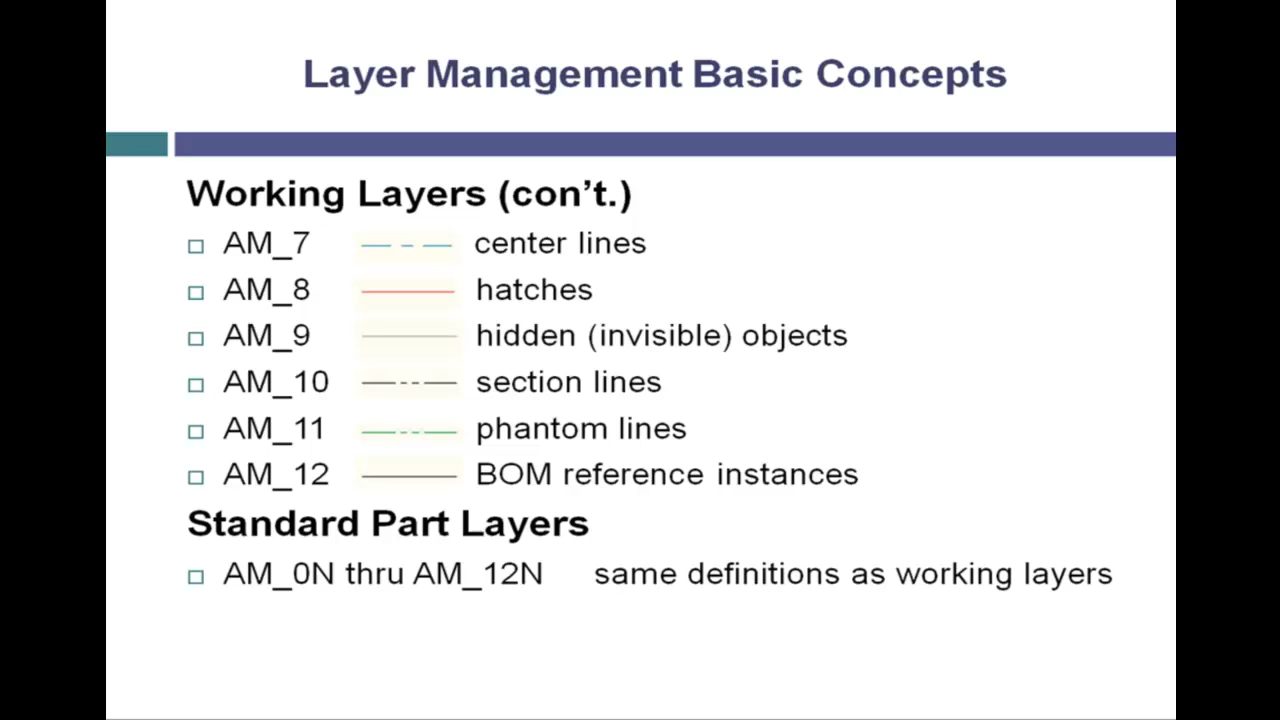 Layer Management Basic Concepts
Working Layers (con’t.)
AM_7 center lines
AM_8 hatches
AM_9 hidden (invisible) objects
AM_10 section lines
AM_11 phantom lines
AM_12 BOM reference instances
Standard Part Layers
AM_0N thru AM_12N same definitions as working layers